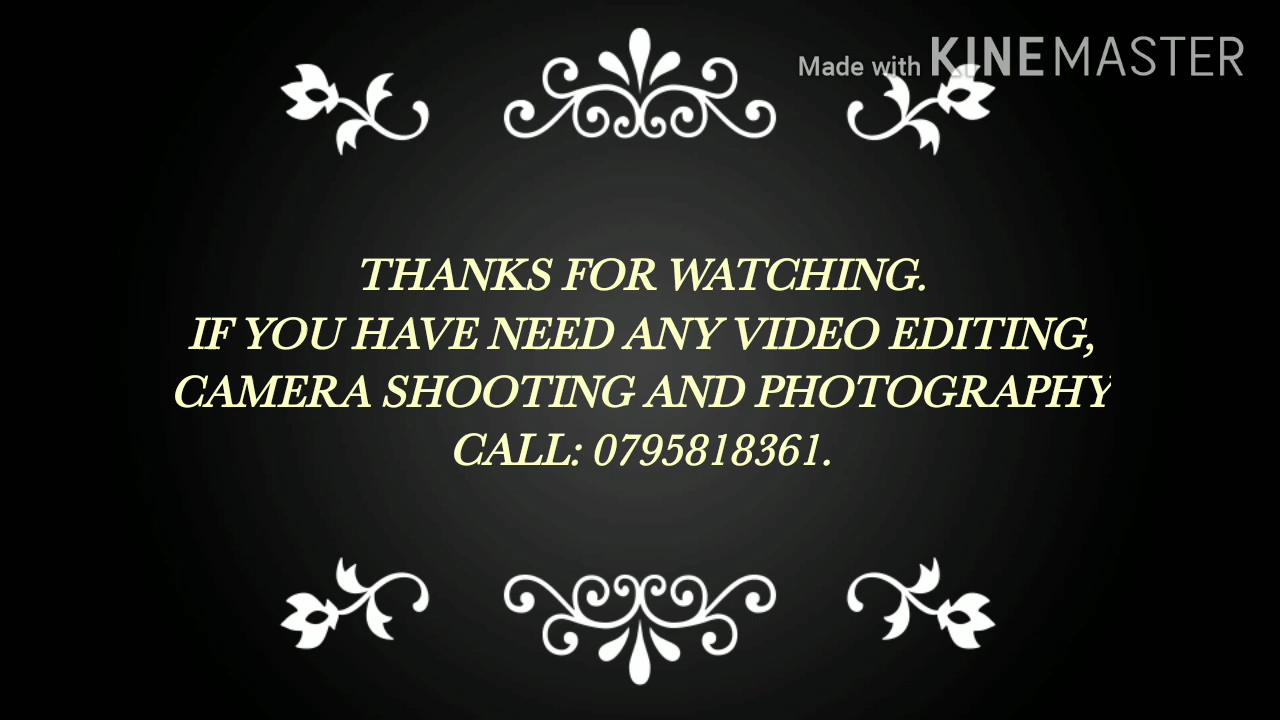 Made with KINEMASTER
THANKS FOR WATCHING.
IF YOU HAVE NEED ANY VIDEO EDITING,
CAMERA SHOOTING AND PHOTOGRAPHY
CALL: 0795818361.